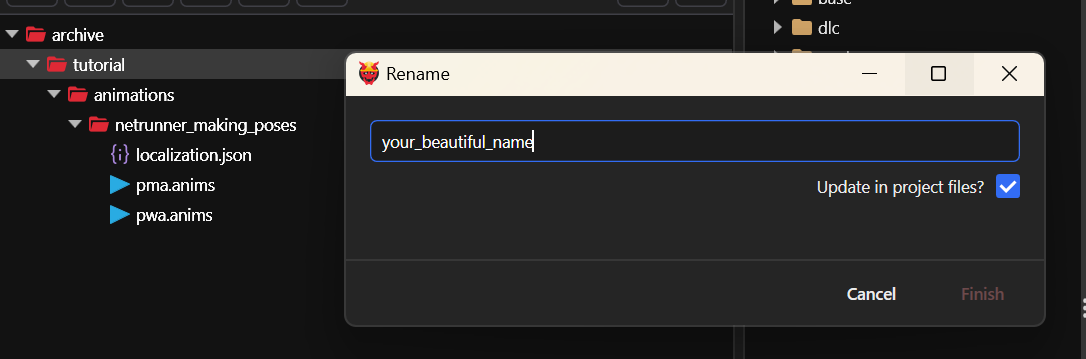 archive
dlc
tutorial
Rename
animations
netrunner_making_poses
your_beautiful_name
localization.json
pma.anims
Update in project files?
pwa.anims
Cancel
Finish